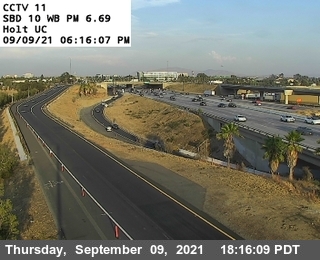 CCTV 11
SBD 10 WB PM 6.69
Holt UC
09/09/21 06:16:07 PM
Thursday, September 09, 2021 18:16:09 PDT